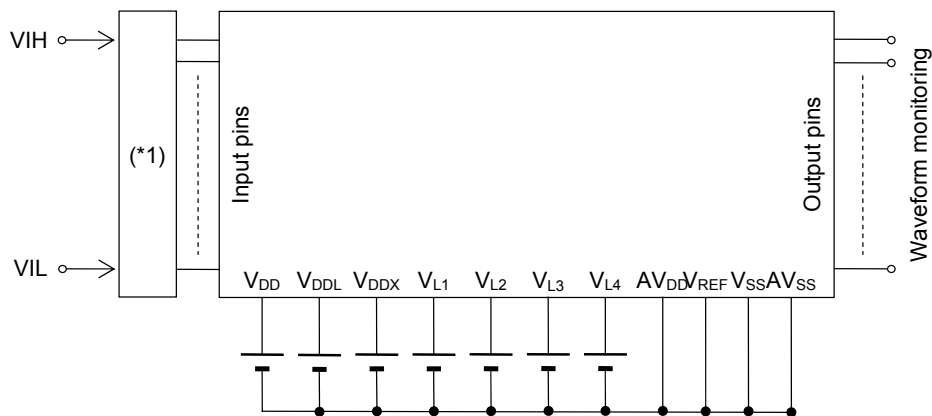 VIH
(*1)
VIL
Input pins
Output pins
Waveform monitoring
VDD VDDL VDDX VL1 VL2 VL3 VL4 AVDD VREF VSS AVSS